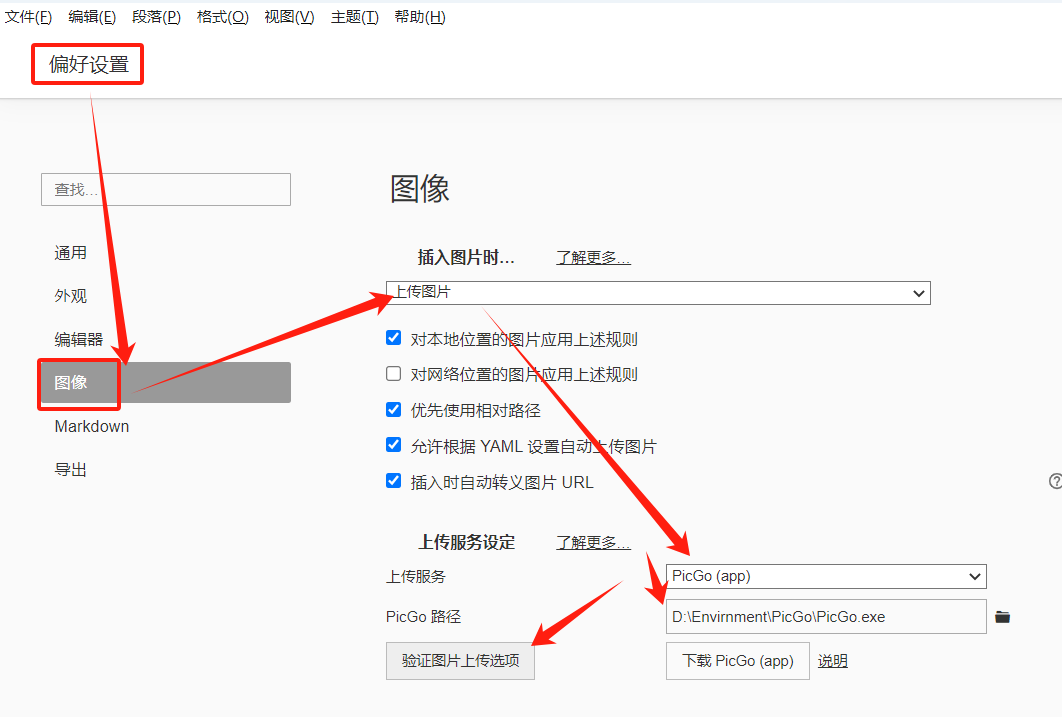 文件(F) 编辑(E) 段落(P) 格式(O) 视图(V) 主题(T) 帮助(H)
偏好设置
查找...
通用
外观
编辑器
图像
Markdown
导出
图像
插入图片时... 了解更多...
上传图片
对本地位置的图片应用上述规则
对网络位置的图片应用上述规则
优先使用相对路径
允许根据 YAML 设置自动上传图片
插入时自动转义图片 URL
上传服务设定 了解更多...
上传服务 PicGo (app)
PicGo 路径 D:\Envirnment\PicGo\PicGo.exe
验证图片上传选项 下载 PicGo (app) 说明